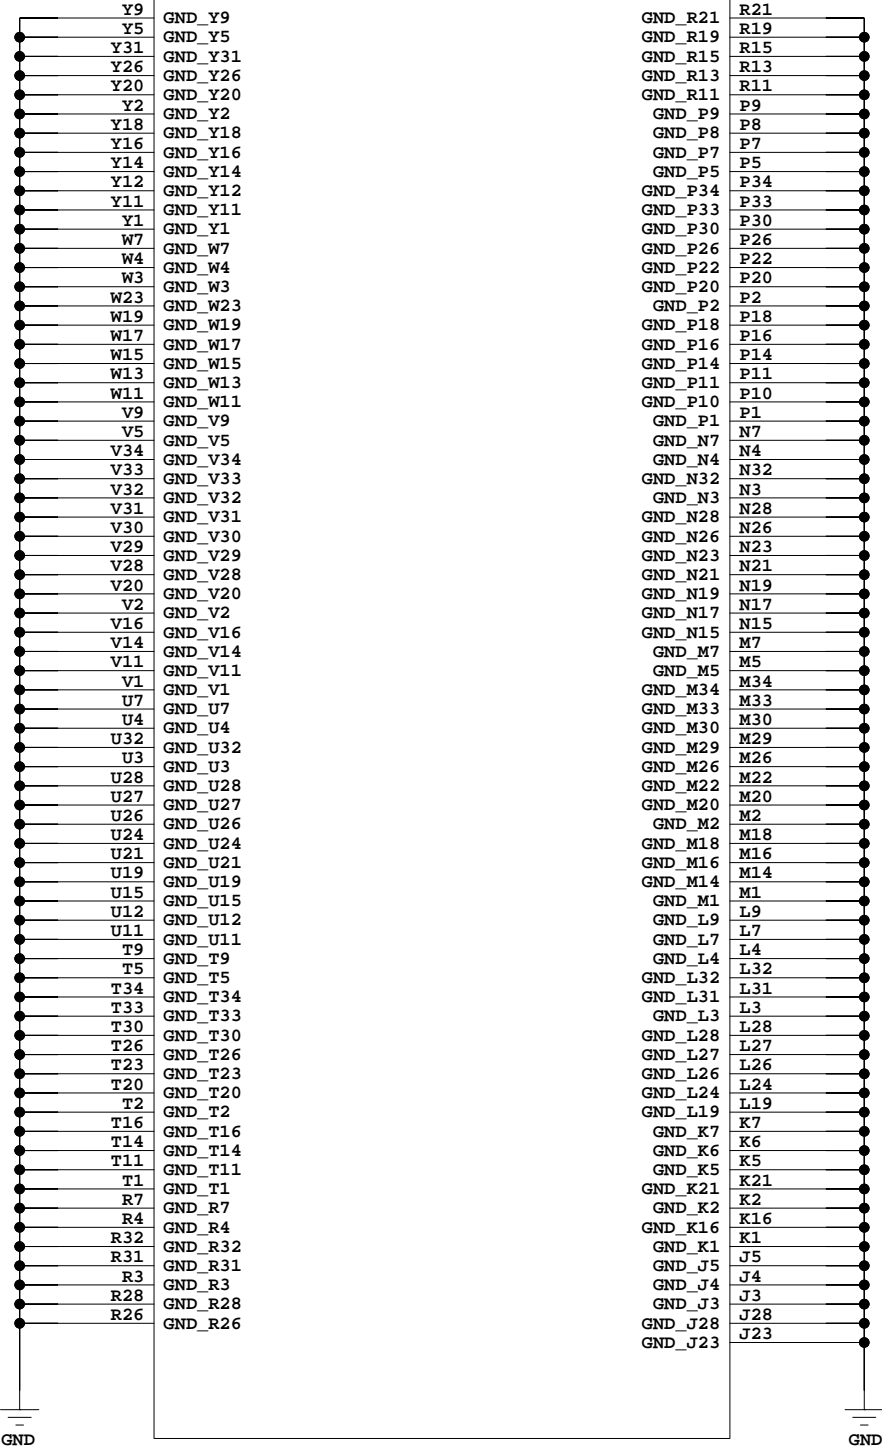 Y9 GND_Y9 GND_R21 R21
Y5 GND_Y5 GND_R19 R19
Y31 GND_Y31 GND_R15 R15
Y26 GND_Y26 GND_R13 R13
Y20 GND_Y20 GND_R11 R11
Y2 GND_Y2 GND_P9 P9
Y18 GND_Y18 GND_P8 P8
Y16 GND_Y16 GND_P7 P7
Y14 GND_Y14 GND_P5 P5
Y12 GND_Y12 GND_P34 P34
Y11 GND_Y11 GND_P33 P33
Y1 GND_Y1 GND_P30 P30
W7 GND_W7 GND_P26 P26
W4 GND_W4 GND_P22 P22
W3 GND_W3 GND_P20 P20
W23 GND_W23 GND_P2 P2
W19 GND_W19 GND_P18 P18
W17 GND_W17 GND_P16 P16
W15 GND_W15 GND_P14 P14
W13 GND_W13 GND_P11 P11
W11 GND_W11 GND_P10 P10
V9 GND_V9 GND_P1 P1
V5 GND_V5 GND_N7 N7
V34 GND_V34 GND_N4 N4
V33 GND_V33 GND_N32 N32
V32 GND_V32 GND_N3 N3
V31 GND_V31 GND_N28 N28
V30 GND_V30 GND_N26 N26
V29 GND_V29 GND_N23 N23
V28 GND_V28 GND_N21 N21
V20 GND_V20 GND_N19 N19
V2 GND_V2 GND_N17 N17
V16 GND_V16 GND_N15 N15
V14 GND_V14 GND_M7 M7
V11 GND_V11 GND_M5 M5
V1 GND_V1 GND_M34 M34
U7 GND_U7 GND_M33 M33
U4 GND_U4 GND_M30 M30
U32 GND_U32 GND_M29 M29
U3 GND_U3 GND_M26 M26
U28 GND_U28 GND_M22 M22
U27 GND_U27 GND_M20 M20
U26 GND_U26 GND_M2 M2
U24 GND_U24 GND_M18 M18
U21 GND_U21 GND_M16 M16
U19 GND_U19 GND_M14 M14
U15 GND_U15 GND_M1 M1
U12 GND_U12 GND_L9 L9
U11 GND_U11 GND_L7 L7
T9 GND_T9 GND_L4 L4
T5 GND_T5 GND_L32 L32
T34 GND_T34 GND_L31 L31
T33 GND_T33 GND_L3 L3
T30 GND_T30 GND_L28 L28
T26 GND_T26 GND_L27 L27
T23 GND_T23 GND_L26 L26
T20 GND_T20 GND_L24 L24
T2 GND_T2 GND_L19 L19
T16 GND_T16 GND_K7 K7
T14 GND_T14 GND_K6 K6
T11 GND_T11 GND_K5 K5
T1 GND_T1 GND_K21 K21
R7 GND_R7 GND_K2 K2
R4 GND_R4 GND_K16 K16
R32 GND_R32 GND_K1 K1
R31 GND_R31 GND_J5 J5
R3 GND_R3 GND_J4 J4
R28 GND_R28 GND_J3 J3
R26 GND_R26 GND_J28 J28
GND_J23 J23
GND GND